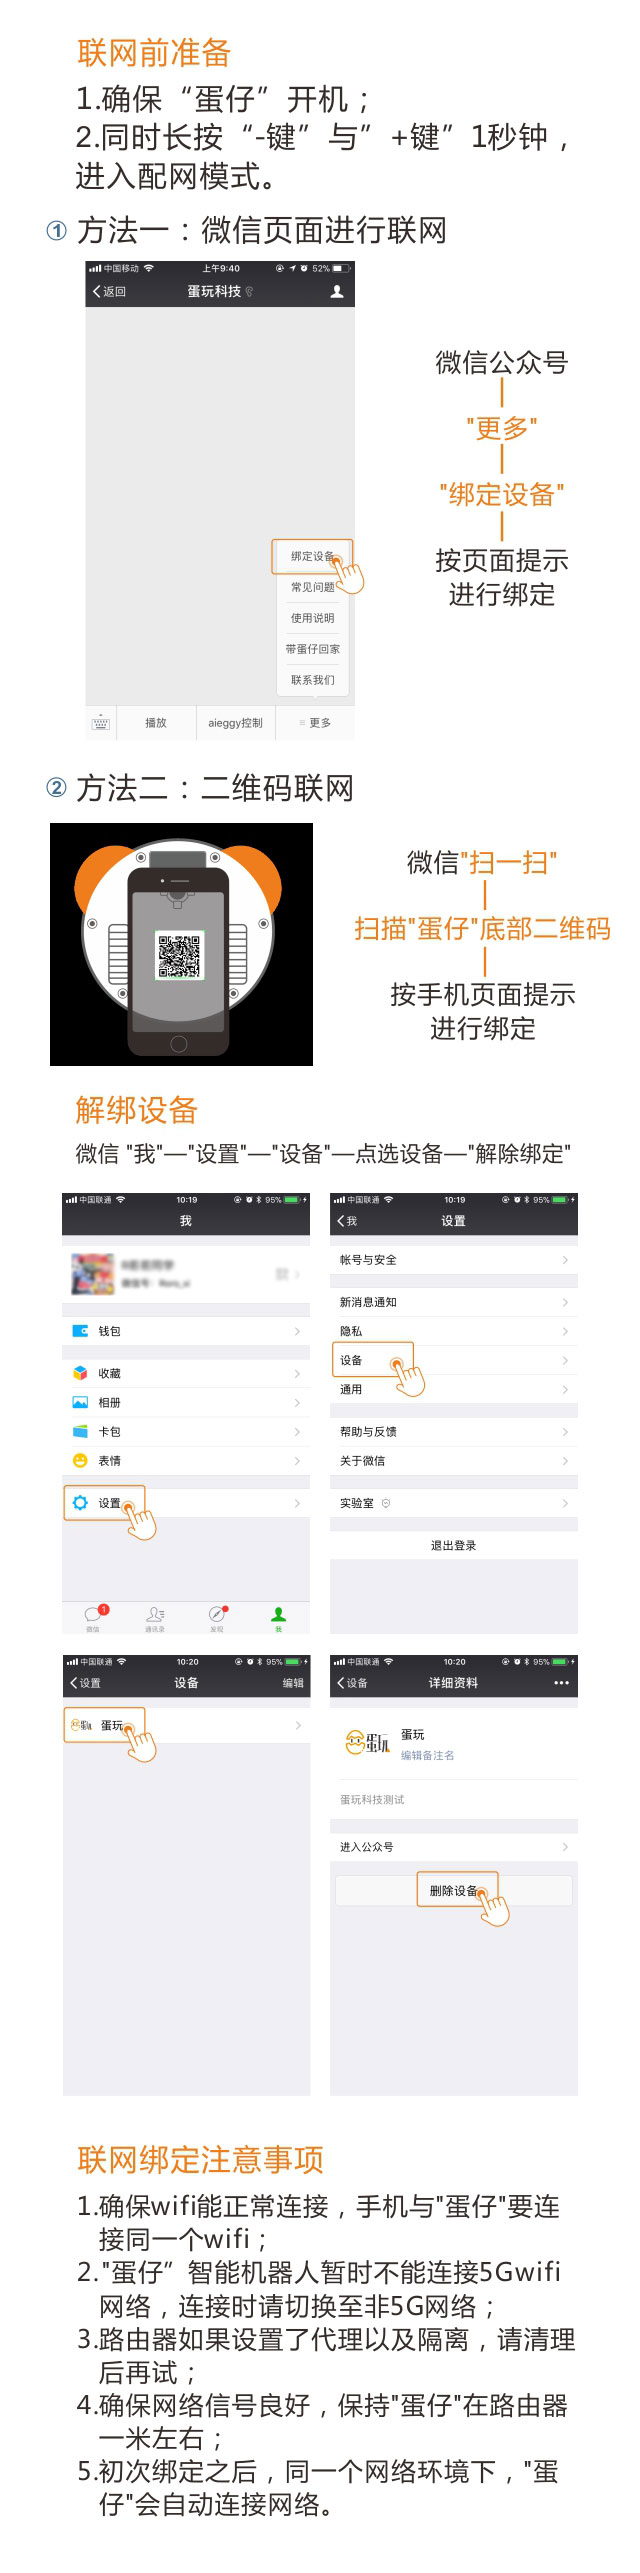 联网前准备
1.确保“蛋仔”开机；
2.同时长按“-键”与”+键”1秒钟，
进入配网模式。
① 方法一：微信页面进行联网
中国移动 上午9:40 52%
返回 蛋玩科技
绑定设备
常见问题
使用说明
带蛋仔回家
联系我们
播放 aieggy控制 更多
微信公众号
"更多"
"绑定设备"
按页面提示
进行绑定
② 方法二：二维码联网
微信"扫一扫"
扫描"蛋仔"底部二维码
按手机页面提示
进行绑定
解绑设备
微信 "我"—"设置"—"设备"—点选设备—"解除绑定"
中国联通 10:19 95%
我
钱包
收藏
相册
卡包
表情
设置
1
微信 通讯录 发现 我
中国联通 10:19 95%
我 设置
帐号与安全
新消息通知
隐私
设备
通用
帮助与反馈
关于微信
实验室
退出登录
中国联通 10:20 95%
设置 设备 编辑
蛋玩 蛋玩
中国联通 10:20 95%
设备 详细资料 •••
蛋玩 蛋玩
编辑备注名
蛋玩科技测试
进入公众号
删除设备
联网绑定注意事项
1.确保wifi能正常连接，手机与"蛋仔"要连
接同一个wifi；
2."蛋仔”智能机器人暂时不能连接5Gwifi
网络，连接时请切换至非5G网络；
3.路由器如果设置了代理以及隔离，请清理
后再试；
4.确保网络信号良好，保持"蛋仔"在路由器
一米左右；
5.初次绑定之后，同一个网络环境下，"蛋
仔"会自动连接网络。